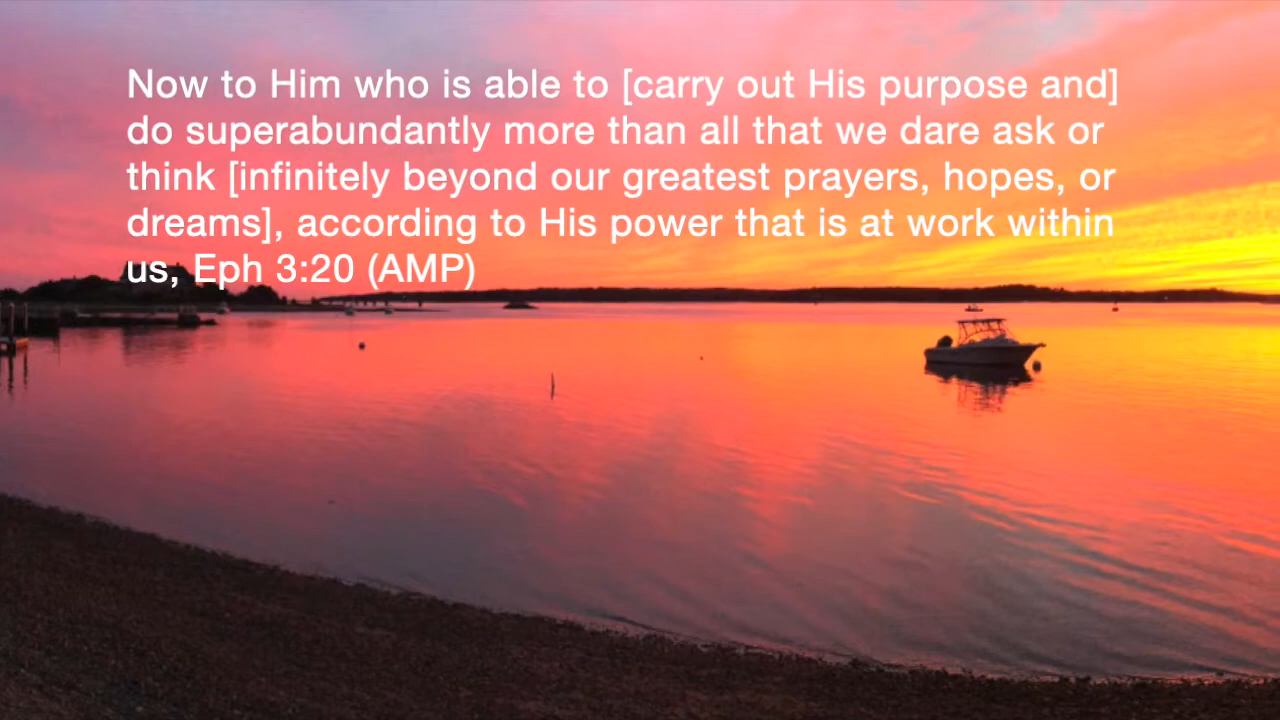 Now to Him who is able to [carry out His purpose and]
do superabundantly more than all that we dare ask or
think [infinitely beyond our greatest prayers, hopes, or
dreams], according to His power that is at work within
us, Eph 3:20 (AMP)